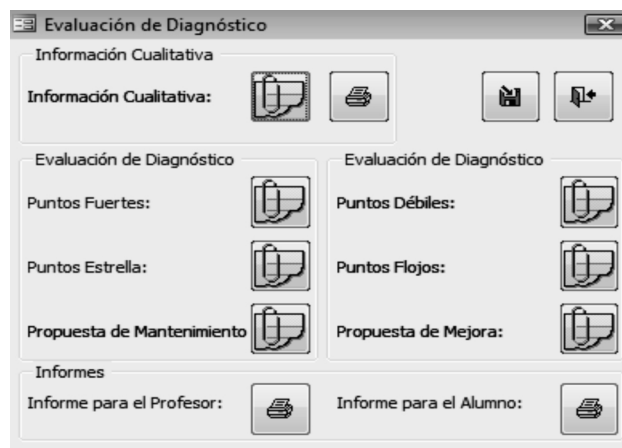 Evaluación de Diagnóstico
Información Cualitativa
Información Cualitativa:
Evaluación de Diagnóstico
Puntos Fuertes:
Puntos Estrella:
Propuesta de Mantenimiento
Evaluación de Diagnóstico
Puntos Débiles:
Puntos Flojos:
Propuesta de Mejora:
Informes
Informe para el Profesor:
Informe para el Alumno: